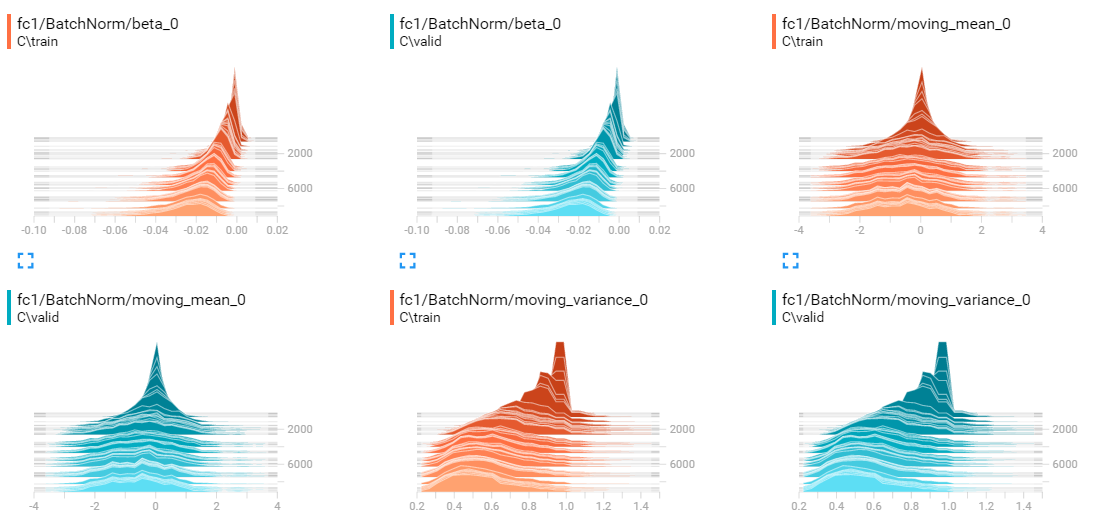 fc1/BatchNorm/beta_0
C\train
2000
6000
-0.10 -0.08 -0.06 -0.04 -0.02 0.00 0.02
fc1/BatchNorm/beta_0
C\valid
2000
6000
-0.10 -0.08 -0.06 -0.04 -0.02 0.00 0.02
fc1/BatchNorm/moving_mean_0
C\train
2000
6000
-4 -2 0 2 4
fc1/BatchNorm/moving_mean_0
C\valid
2000
6000
-4 -2 0 2 4
fc1/BatchNorm/moving_variance_0
C\train
2000
6000
0.2 0.4 0.6 0.8 1.0 1.2 1.4
fc1/BatchNorm/moving_variance_0
C\valid
2000
6000
0.2 0.4 0.6 0.8 1.0 1.2 1.4